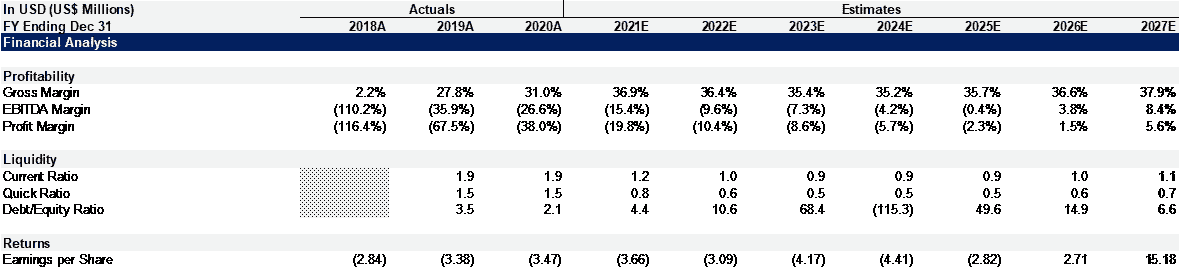 In USD (US$ Millions) Actuals Estimates
FY Ending Dec 31 2018A 2019A 2020A 2021E 2022E 2023E 2024E 2025E 2026E 2027E
Financial Analysis
Profitability
Gross Margin 2.2% 27.8% 31.0% 36.9% 36.4% 35.4% 35.2% 35.7% 36.6% 37.9%
EBITDA Margin (110.2%) (35.9%) (26.6%) (15.4%) (9.6%) (7.3%) (4.2%) (0.4%) 3.8% 8.4%
Profit Margin (116.4%) (67.5%) (38.0%) (19.8%) (10.4%) (8.6%) (5.7%) (2.3%) 1.5% 5.6%
Liquidity
Current Ratio 1.9 1.9 1.2 1.0 0.9 0.9 0.9 1.0 1.1
Quick Ratio 1.5 1.5 0.8 0.6 0.5 0.5 0.5 0.6 0.7
Debt/Equity Ratio 3.5 2.1 4.4 10.6 68.4 (115.3) 49.6 14.9 6.6
Returns
Earnings per Share (2.84) (3.38) (3.47) (3.66) (3.09) (4.17) (4.41) (2.82) 2.71 15.18